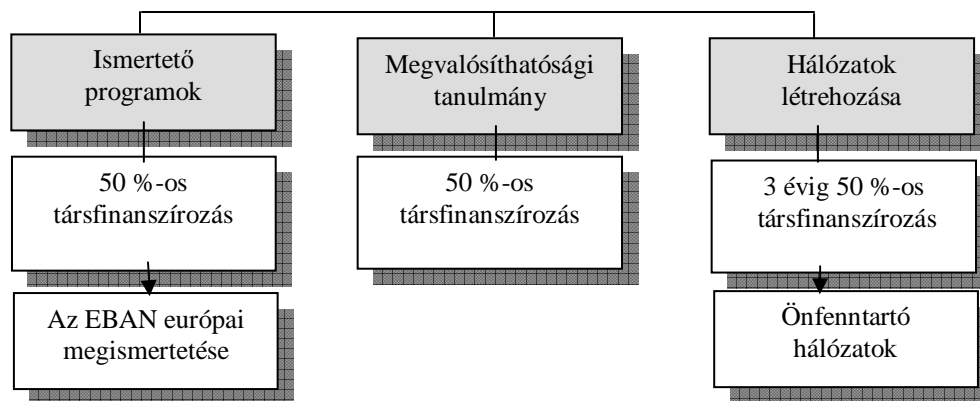 Ismertető
programok
Megvalósíthatósági
tanulmány
Hálózatok
létrehozása
50 %-os
társfinanszírozás
50 %-os
társfinanszírozás
3 évig 50 %-os
társfinanszírozás
Az EBAN európai
megismertetése
Önfenntartó
hálózatok